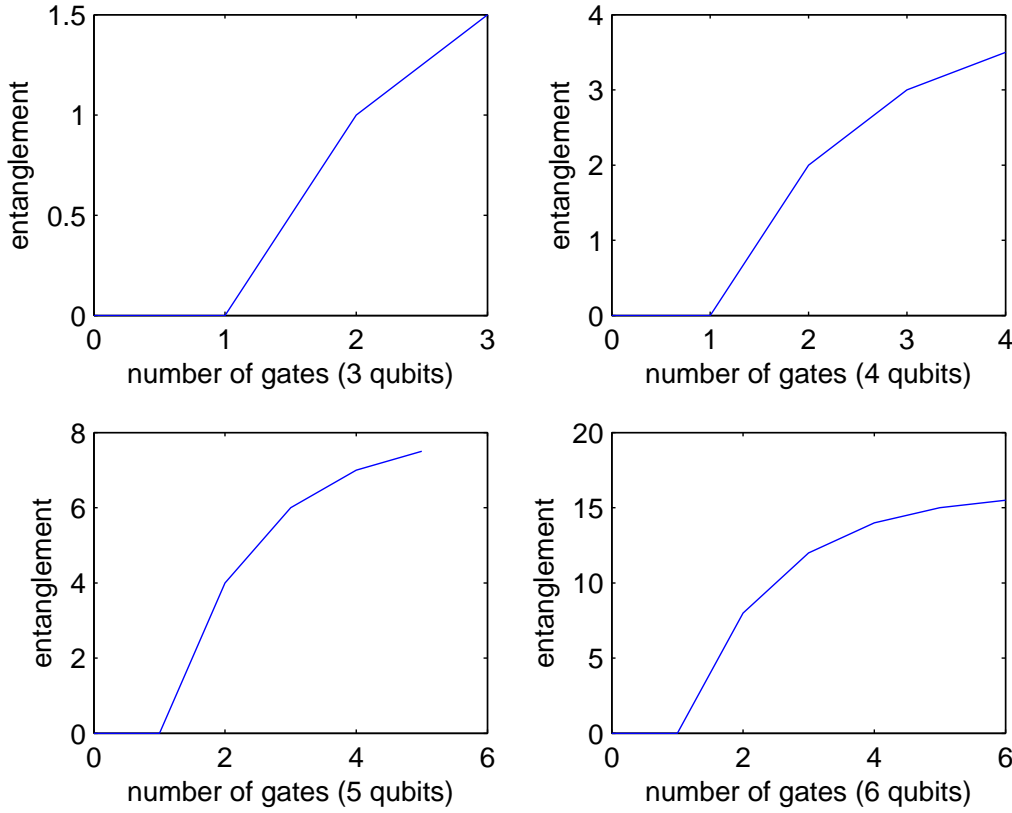 1.5
1
0.5
0
0 1 2 3
entanglement
number of gates (3 qubits)
4
3
2
1
0
0 1 2 3 4
entanglement
number of gates (4 qubits)
8
6
4
2
0
0 2 4 6
entanglement
number of gates (5 qubits)
20
15
10
5
0
0 2 4 6
entanglement
number of gates (6 qubits)